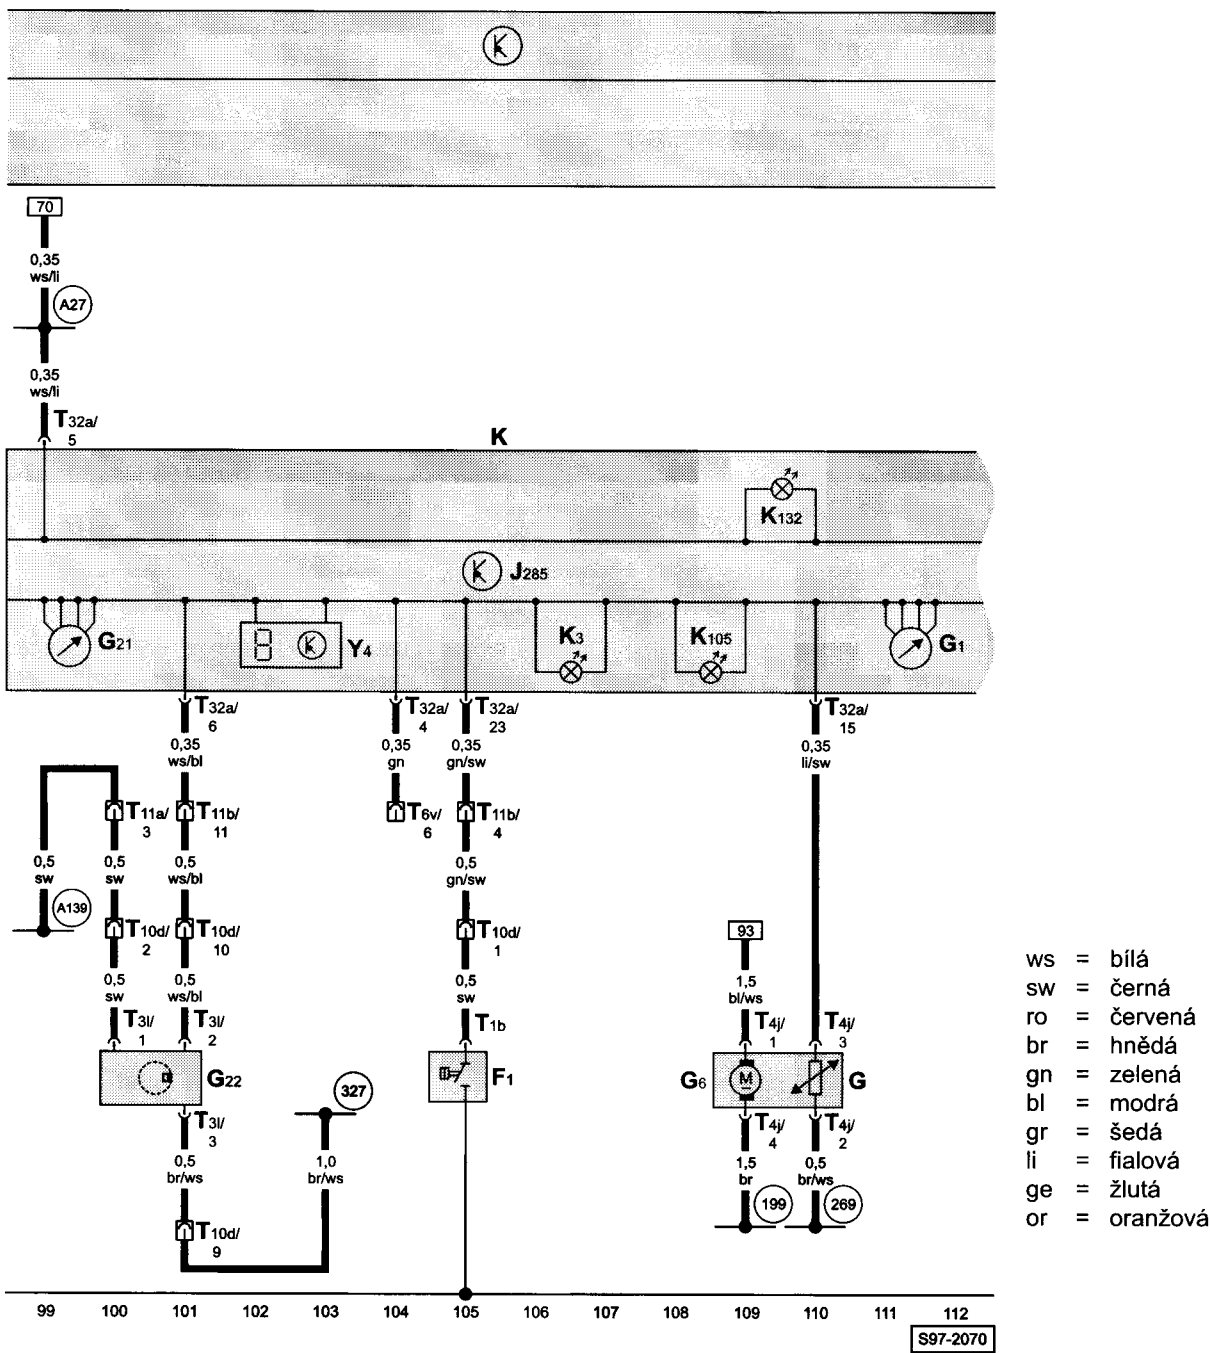 70
0,35
ws/li
A27
0,35
ws/li
T32a/
5
K
K132
J285
G21
Y4
K3
K105
G1
T32a/
6
T32a/
4
T32a/
23
T32a/
15
0,35
ws/bl
0,35
gn
0,35
gn/sw
0,35
li/sw
T11a/
3
T11b/
11
T6v/
6
T11b/
4
0,5
sw
0,5
sw
0,5
ws/bl
0,5
gn/sw
A139
T10d/
2
T10d/
10
T10d/
1
93
0,5
sw
0,5
ws/bl
0,5
sw
1,5
bl/ws
T3l/
1
T3l/
2
T1b
T4j/
1
T4j/
3
G22
F1
G6
M
G
327
T3l/
3
T4j/
4
T4j/
2
0,5
br/ws
1,0
br/ws
1,5
br
0,5
br/ws
199
269
T10d/
9
99 100 101 102 103 104 105 106 107 108 109 110 111 112
S97-2070
ws = bílá
sw = černá
ro = červená
br = hnědá
gn = zelená
bl = modrá
gr = šedá
li = fialová
ge = žlutá
or = oranžová